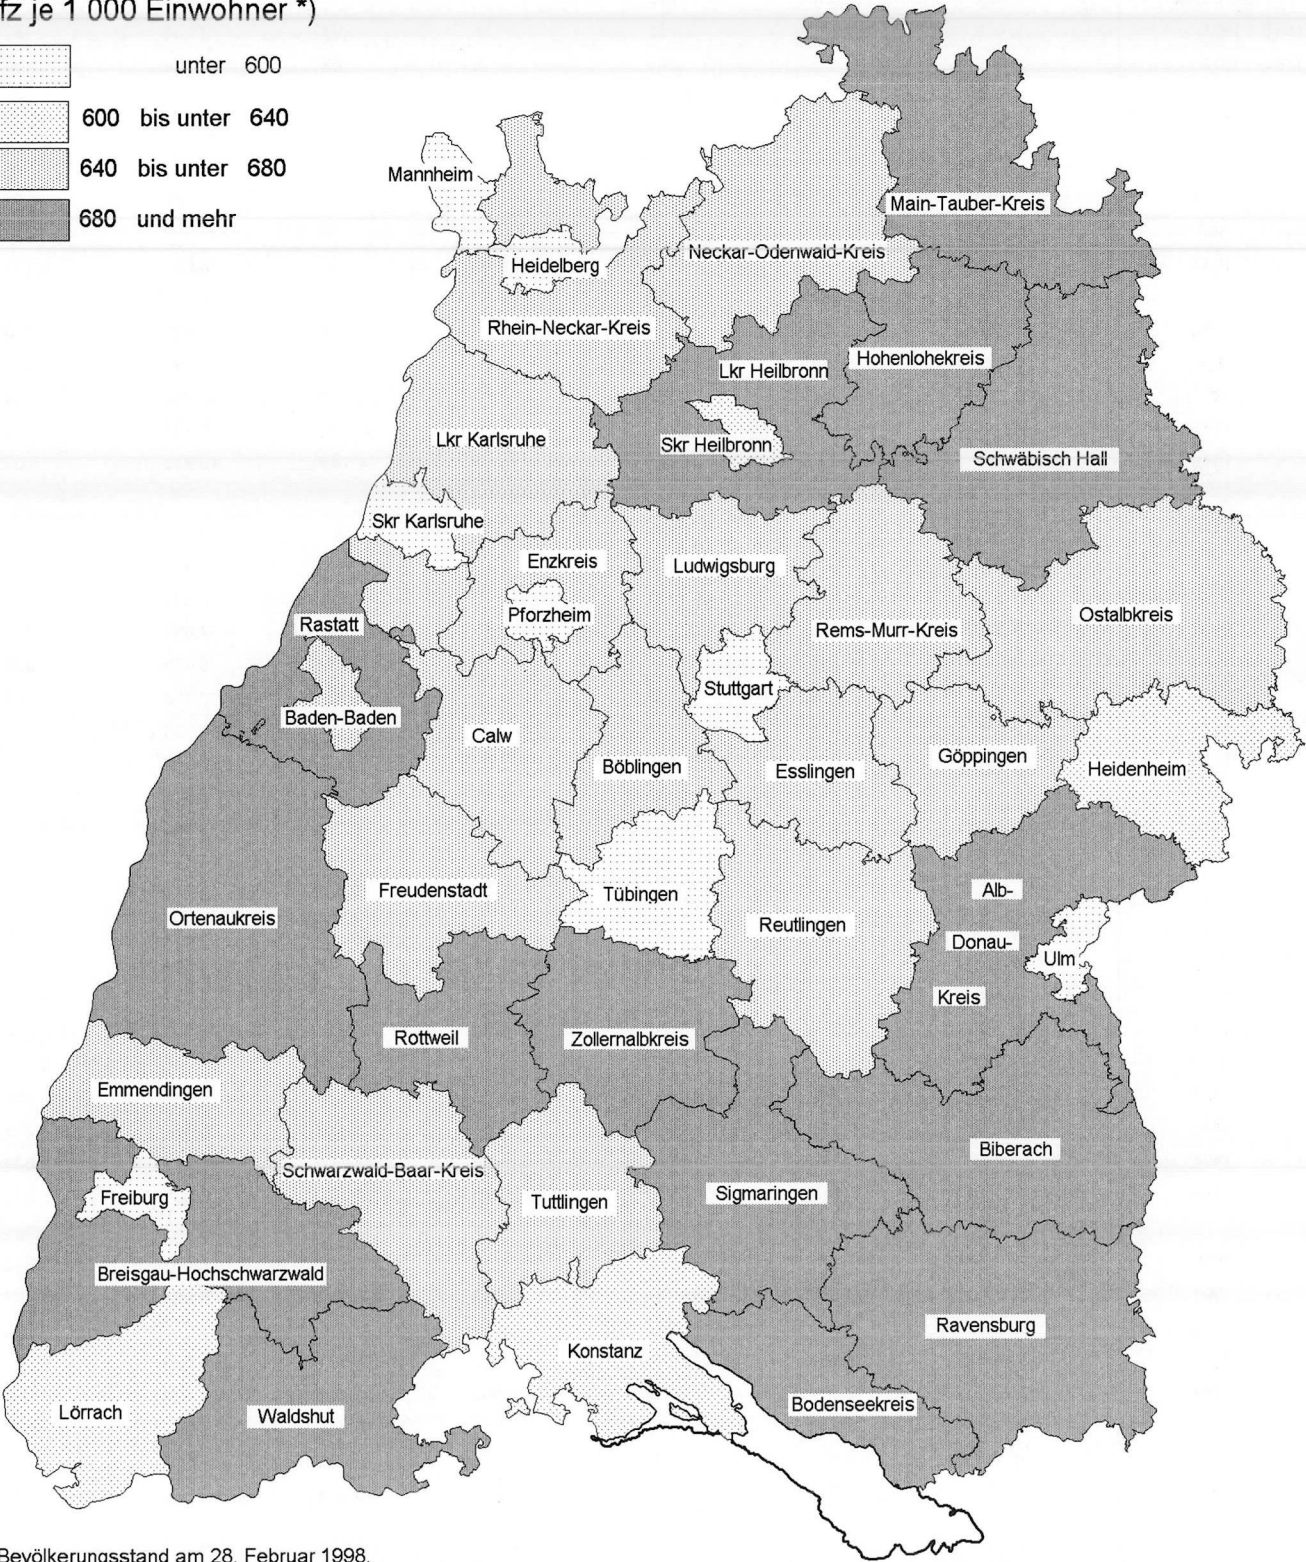 fz je 1 000 Einwohner *)
unter 600
600 bis unter 640
640 bis unter 680
680 und mehr
Mannheim
Main-Tauber-Kreis
Neckar-Odenwald-Kreis
Heidelberg
Rhein-Neckar-Kreis
Hohenlohekreis
Lkr Heilbronn
Lkr Karlsruhe
Skr Heilbronn
Schwäbisch Hall
Skr Karlsruhe
Enzkreis
Ludwigsburg
Pforzheim
Ostalbkreis
Rastatt
Rems-Murr-Kreis
Stuttgart
Baden-Baden
Calw
Göppingen
Böblingen
Esslingen
Heidenheim
Freudenstadt
Tübingen
Alb-
Ortenaukreis
Reutlingen
Donau-
Ulm
Kreis
Rottweil
Zollernalbkreis
Emmendingen
Biberach
Schwarzwald-Baar-Kreis
Sigmaringen
Freiburg
Tuttlingen
Breisgau-Hochschwarzwald
Ravensburg
Konstanz
Bodenseekreis
Lörrach
Waldshut
Bevölkerungsstand am 28. Februar 1998.